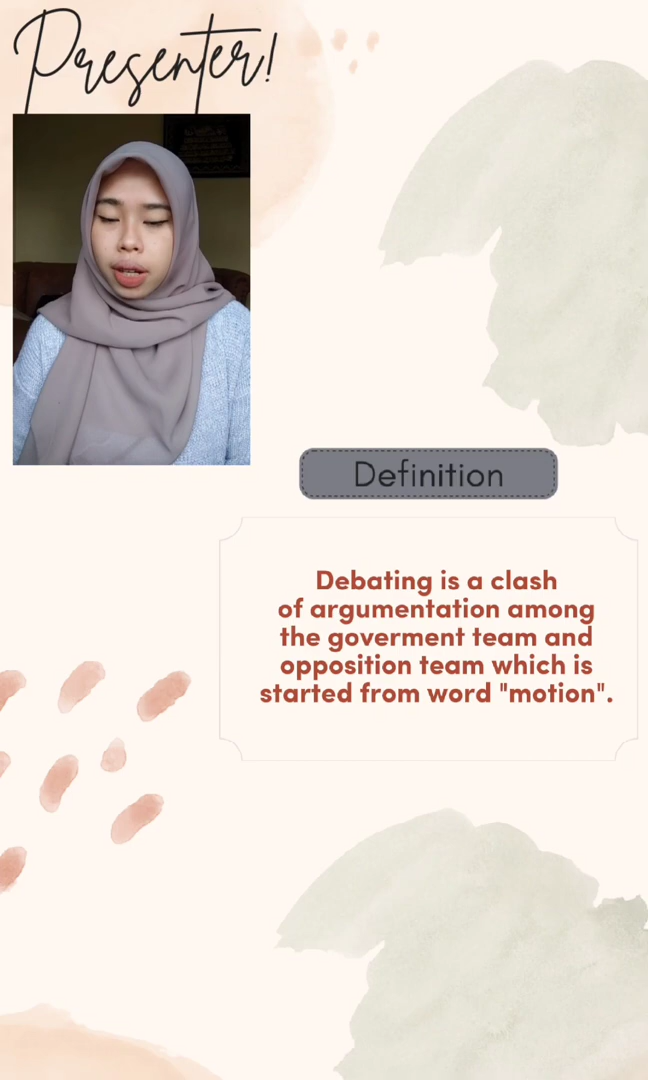 Presenter!
Definition
Debating is a clash
of argumentation among
the goverment team and
opposition team which is
started from word "motion".